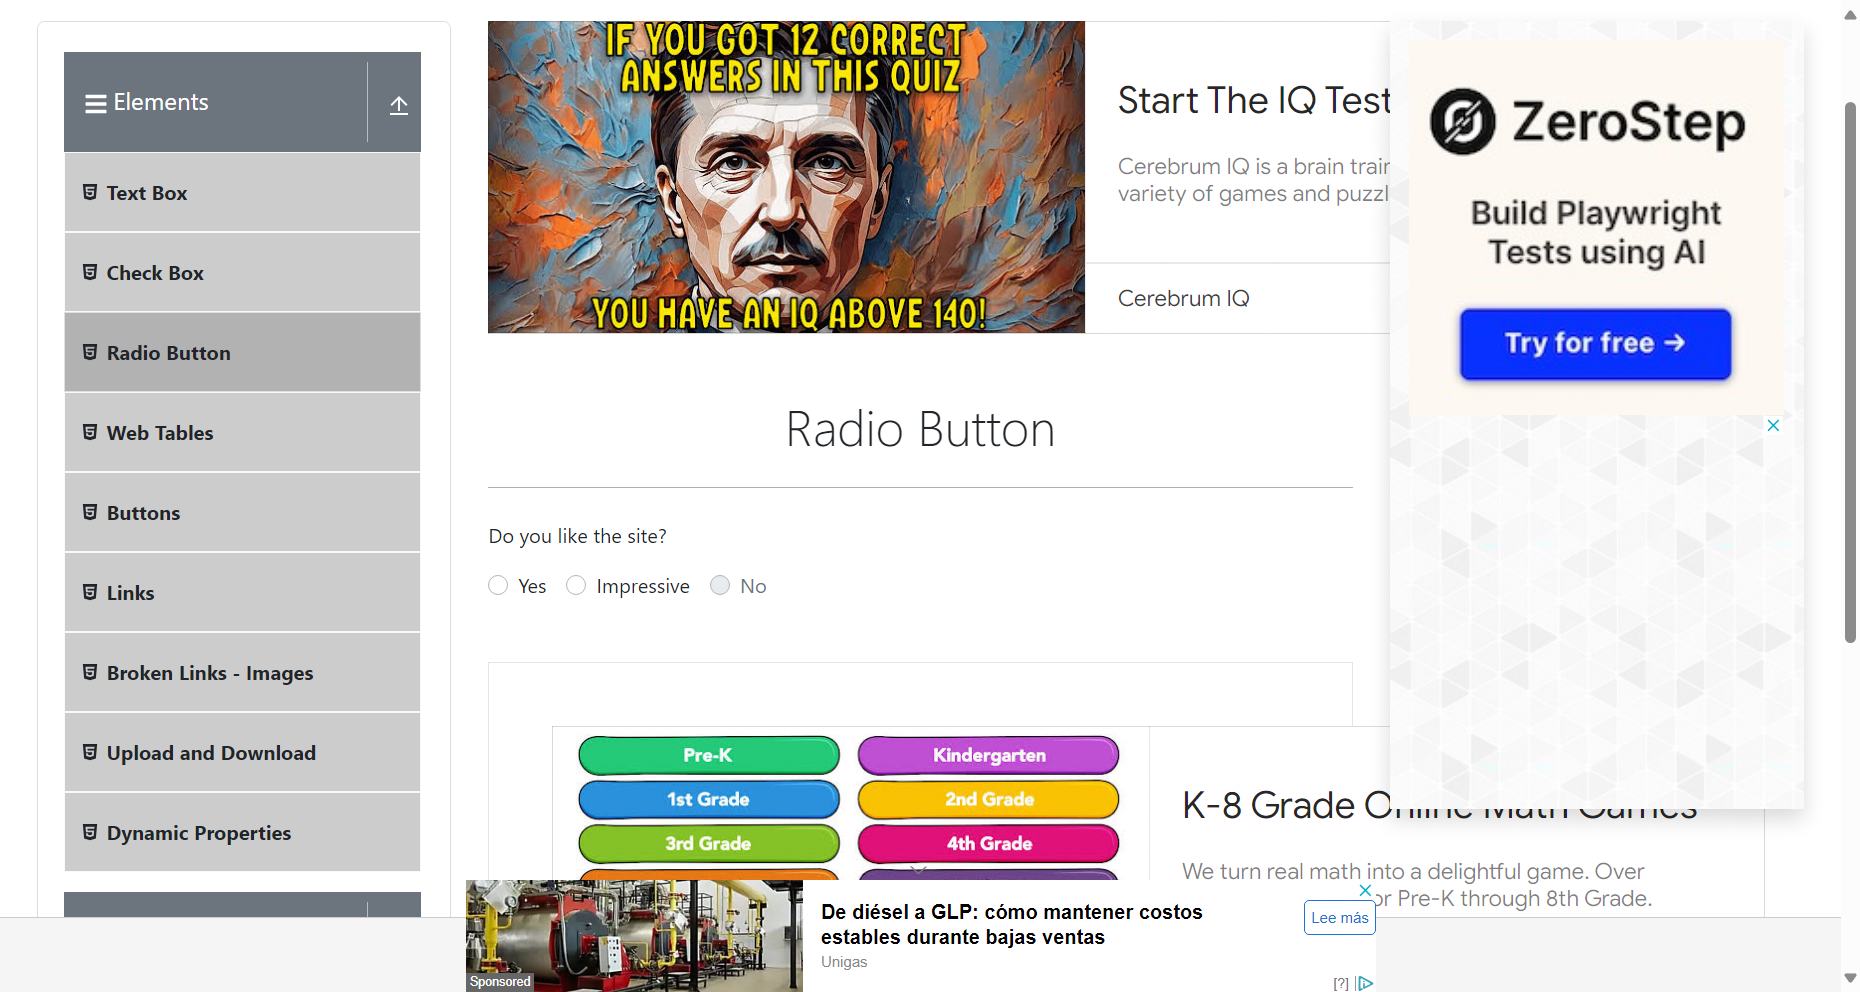 Elements
Text Box
Check Box
Radio Button
Web Tables
Buttons
Links
Broken Links - Images
Upload and Download
Dynamic Properties
IF YOU GOT 12 CORRECT
ANSWERS IN THIS QUIZ
YOU HAVE AN IQ ABOVE 140!
Start The IQ Test
Cerebrum IQ is a brain train
variety of games and puzzl
Cerebrum IQ
ZeroStep
Build Playwright
Tests using AI
Try for free →
Radio Button
Do you like the site?
Yes Impressive No
Pre-K Kindergarten
1st Grade 2nd Grade
3rd Grade 4th Grade
K-8 Grade Online Math Games
We turn real math into a delightful game. Over
or Pre-K through 8th Grade.
De diésel a GLP: cómo mantener costos
estables durante bajas ventas
Unigas
Lee más
Sponsored
[?]